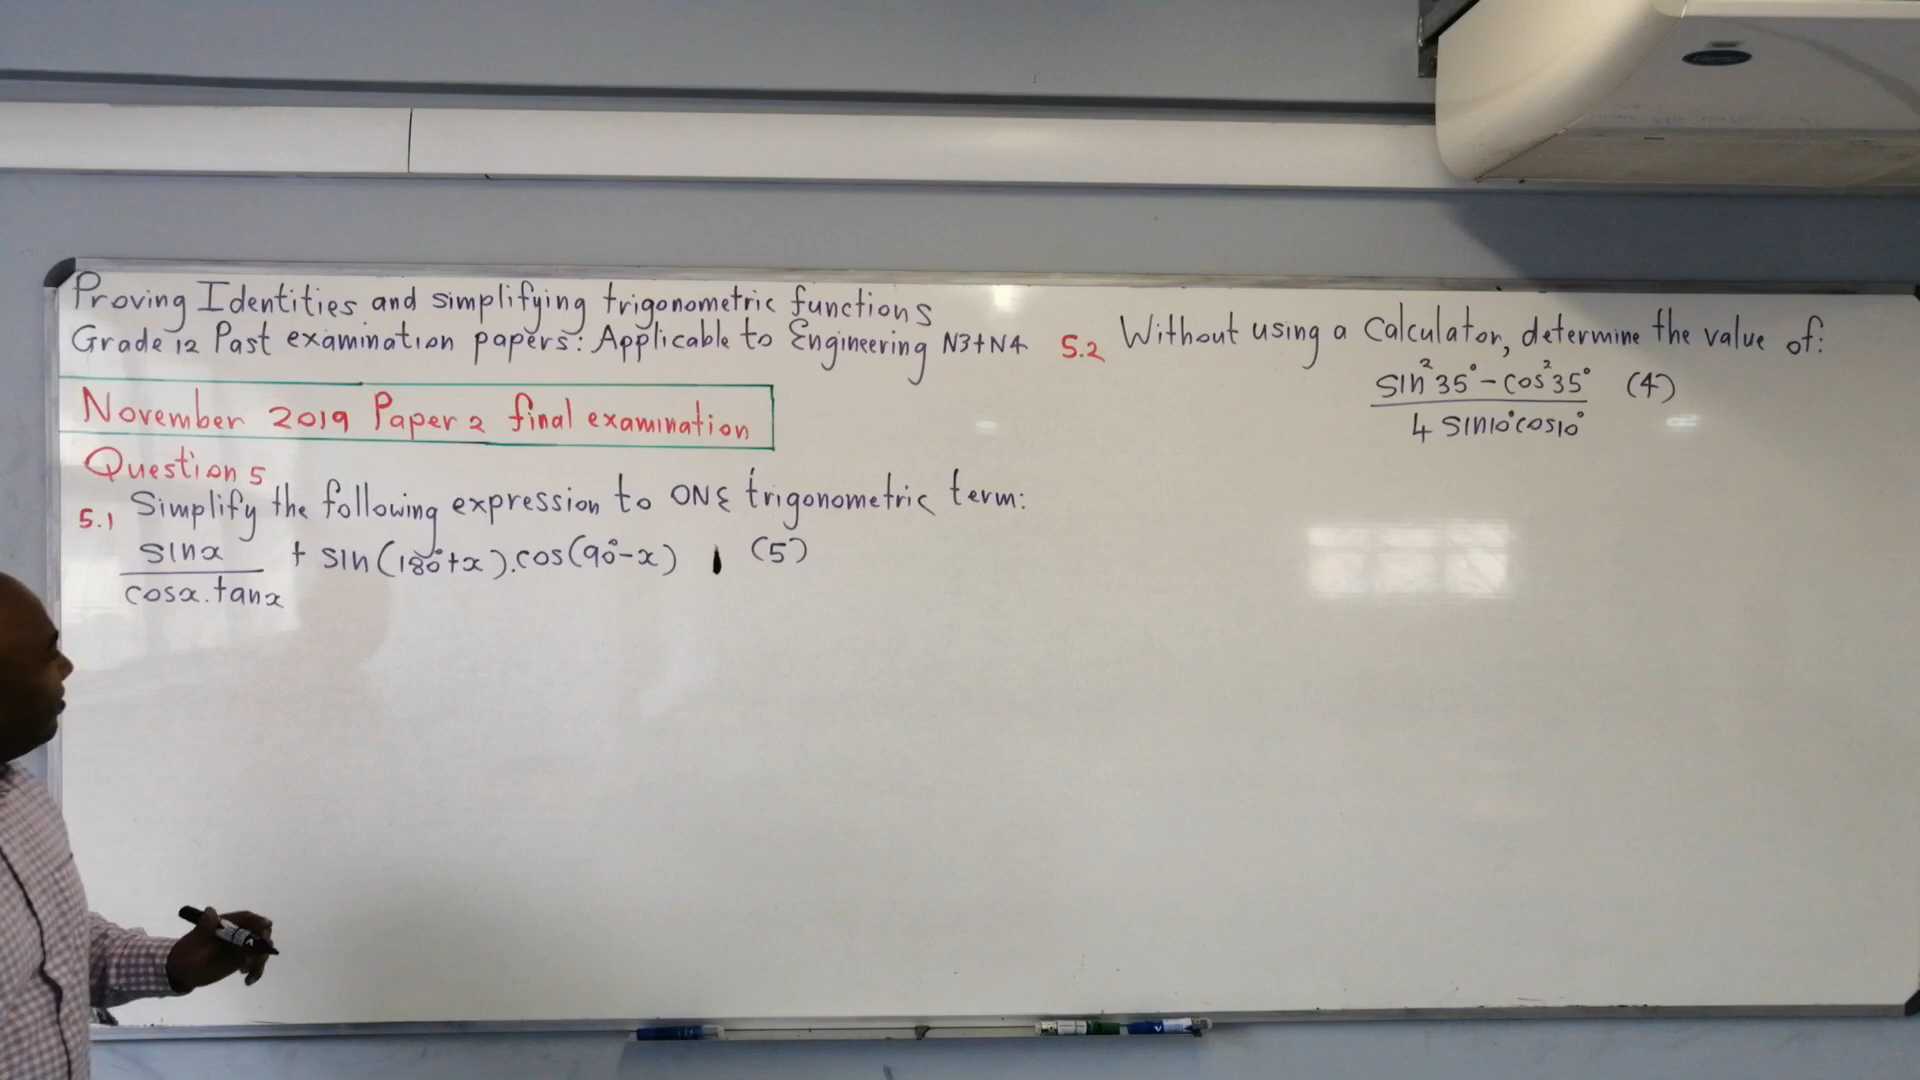 Proving Identities and simplifying trigonometric functions
Grade 12 Past examination papers: Applicable to Engineering N3+N4
November 2019 Paper 2 final examination
Question 5
5.1 Simplify the following expression to ONE trigonometric term:
sinx
cosx.tanx
+ sin(180°+x).cos(90°-x) (5)
5.2 Without using a Calculator, determine the value of:
sin²35° - cos²35° (4)
4 sin10°cos10°